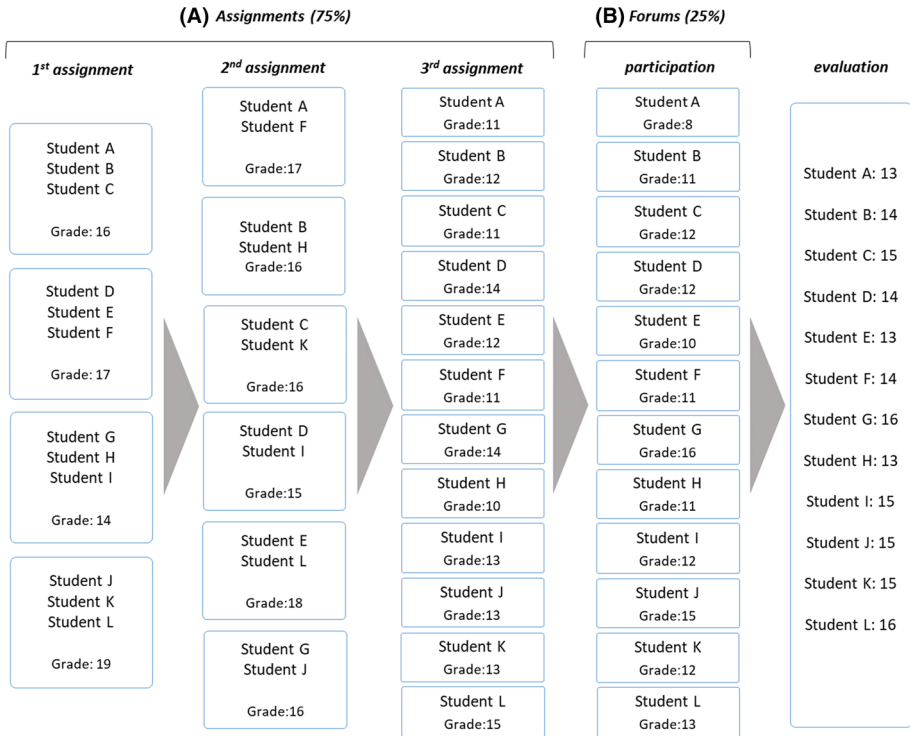 (A) Assignments (75%)
(B) Forums (25%)
1st assignment
2nd assignment
3rd assignment
participation
evaluation
Student A
Student B
Student C
Grade: 16
Student D
Student E
Student F
Grade: 17
Student G
Student H
Student I
Grade: 14
Student J
Student K
Student L
Grade: 19
Student A
Student F
Grade:17
Student B
Student H
Grade:16
Student C
Student K
Grade:16
Student D
Student I
Grade:15
Student E
Student L
Grade:18
Student G
Student J
Grade:16
Student A
Grade:11
Student B
Grade:12
Student C
Grade:11
Student D
Grade:14
Student E
Grade:12
Student F
Grade:11
Student G
Grade:14
Student H
Grade:10
Student I
Grade:13
Student J
Grade:13
Student K
Grade:13
Student L
Grade:15
Student A
Grade:8
Student B
Grade:11
Student C
Grade:12
Student D
Grade:12
Student E
Grade:10
Student F
Grade:11
Student G
Grade:16
Student H
Grade:11
Student I
Grade:12
Student J
Grade:15
Student K
Grade:12
Student L
Grade:13
Student A: 13
Student B: 14
Student C: 15
Student D: 14
Student E: 13
Student F: 14
Student G: 16
Student H: 13
Student I: 15
Student J: 15
Student K: 15
Student L: 16